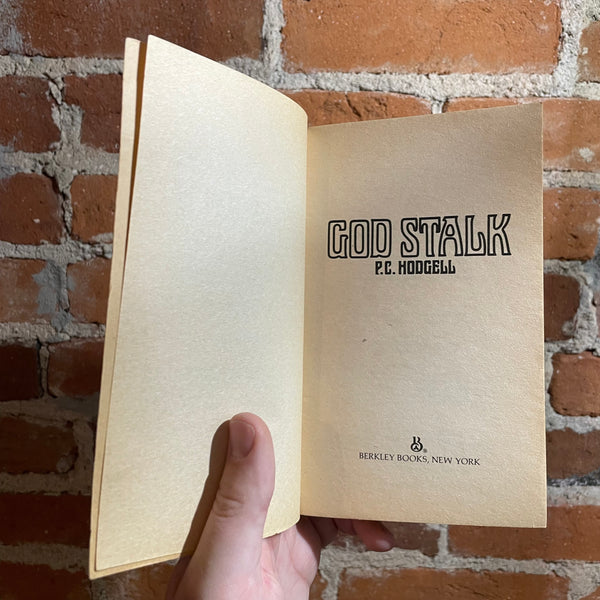 GOD STALK
P.C. HODGELL
BERKLEY BOOKS, NEW YORK